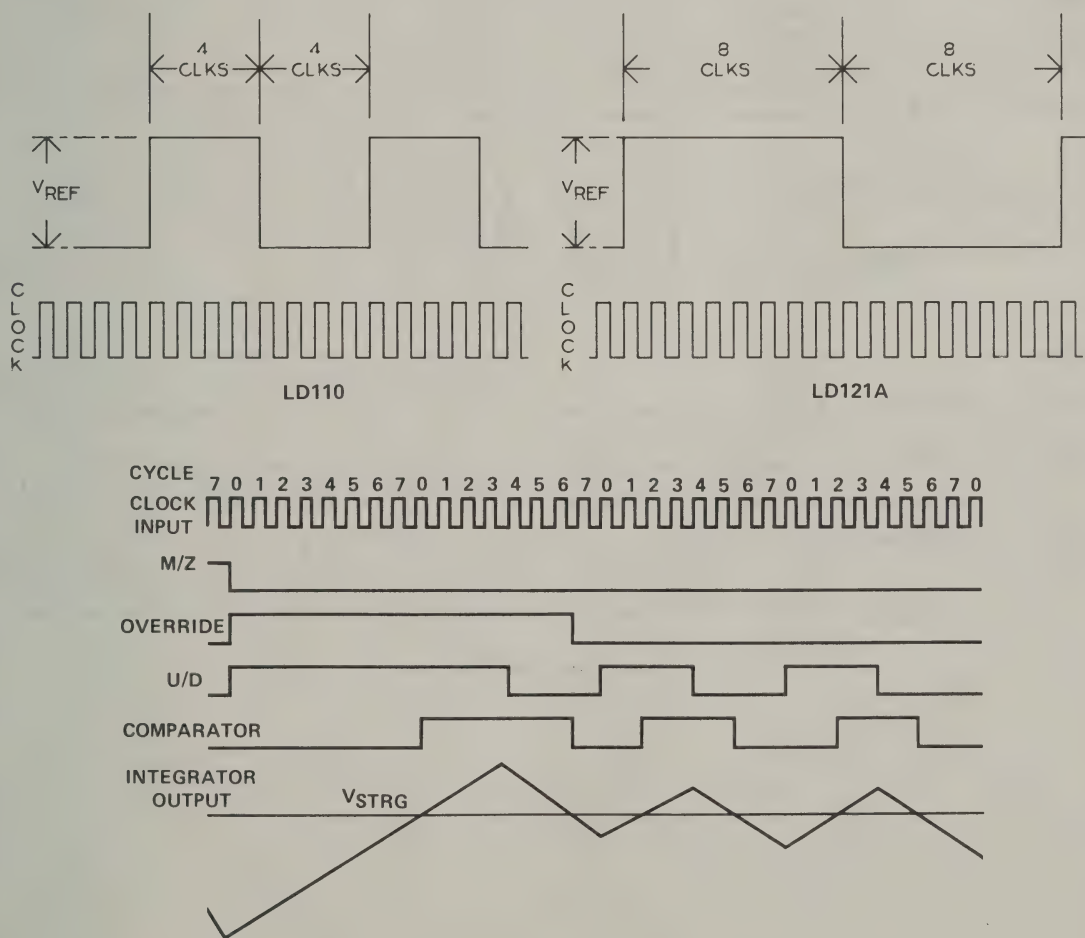 4 CLKS 4 CLKS
8 CLKS 8 CLKS
VREF
VREF
CLOCK
CLOCK
LD110
LD121A
CYCLE
7 0 1 2 3 4 5 6 7 0 1 2 3 4 5 6 7 0 1 2 3 4 5 6 7 0 1 2 3 4 5 6 7 0
CLOCK
INPUT
M/Z
OVERRIDE
U/D
COMPARATOR
INTEGRATOR
OUTPUT
VSTRG